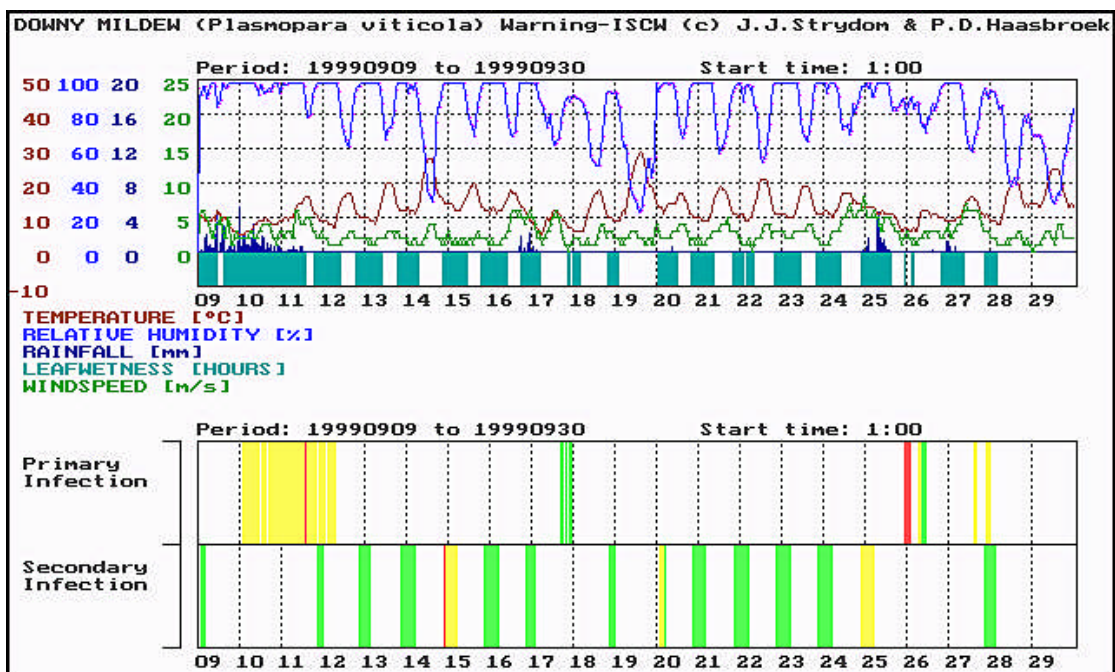 DOWNY MILDEW (Plasmopara viticola) Warning-ISCW (c) J.J.Strydom & P.D.Haasbroek
Period: 19990909 to 19990930 Start time: 1:00
50 100 20 25
40 80 16 20
30 60 12 15
20 40 8 10
10 20 4 5
0 0 0 0
-10
09 10 11 12 13 14 15 16 17 18 19 20 21 22 23 24 25 26 27 28 29
TEMPERATURE [°C]
RELATIVE HUMIDITY [%]
RAINFALL [mm]
LEAFWETNESS [HOURS]
WINDSPEED [m/s]
Period: 19990909 to 19990930 Start time: 1:00
Primary
Infection
Secondary
Infection
09 10 11 12 13 14 15 16 17 18 19 20 21 22 23 24 25 26 27 28 29